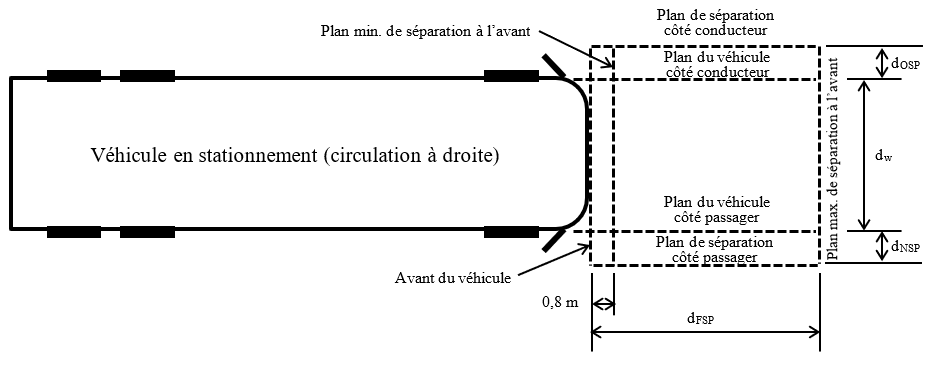 Plan de séparation
côté conducteur
Plan min. de séparation à l’avant
Plan du véhicule
côté conducteur
dOSP
Plan max. de séparation à l’avant
Véhicule en stationnement (circulation à droite)
dw
Plan du véhicule
côté passager
Plan de séparation
côté passager
dNSP
Avant du véhicule
0,8 m
dFSP